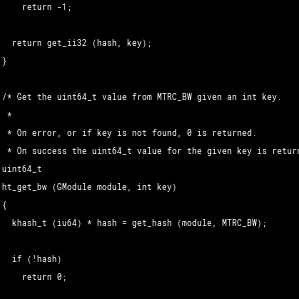 return -1;
return get_ii32 (hash, key);
}
/* Get the uint64_t value from MTRC_BW given an int key.
*
* On error, or if key is not found, 0 is returned.
* On success the uint64_t value for the given key is return
uint64_t
ht_get_bw (GModule module, int key)
{
khash_t (iu64) * hash = get_hash (module, MTRC_BW);
if (!hash)
return 0;